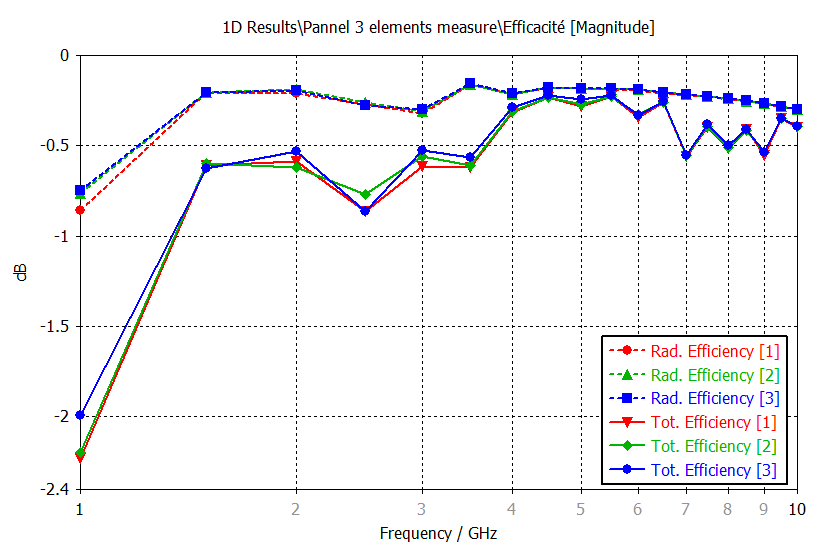 1D Results\Pannel 3 elements measure\Efficacité [Magnitude]
0
-0.5
-1
-1.5
-2
-2.4
dB
1 2 3 4 5 6 7 8 9 10
Frequency / GHz
Rad. Efficiency [1]
Rad. Efficiency [2]
Rad. Efficiency [3]
Tot. Efficiency [1]
Tot. Efficiency [2]
Tot. Efficiency [3]